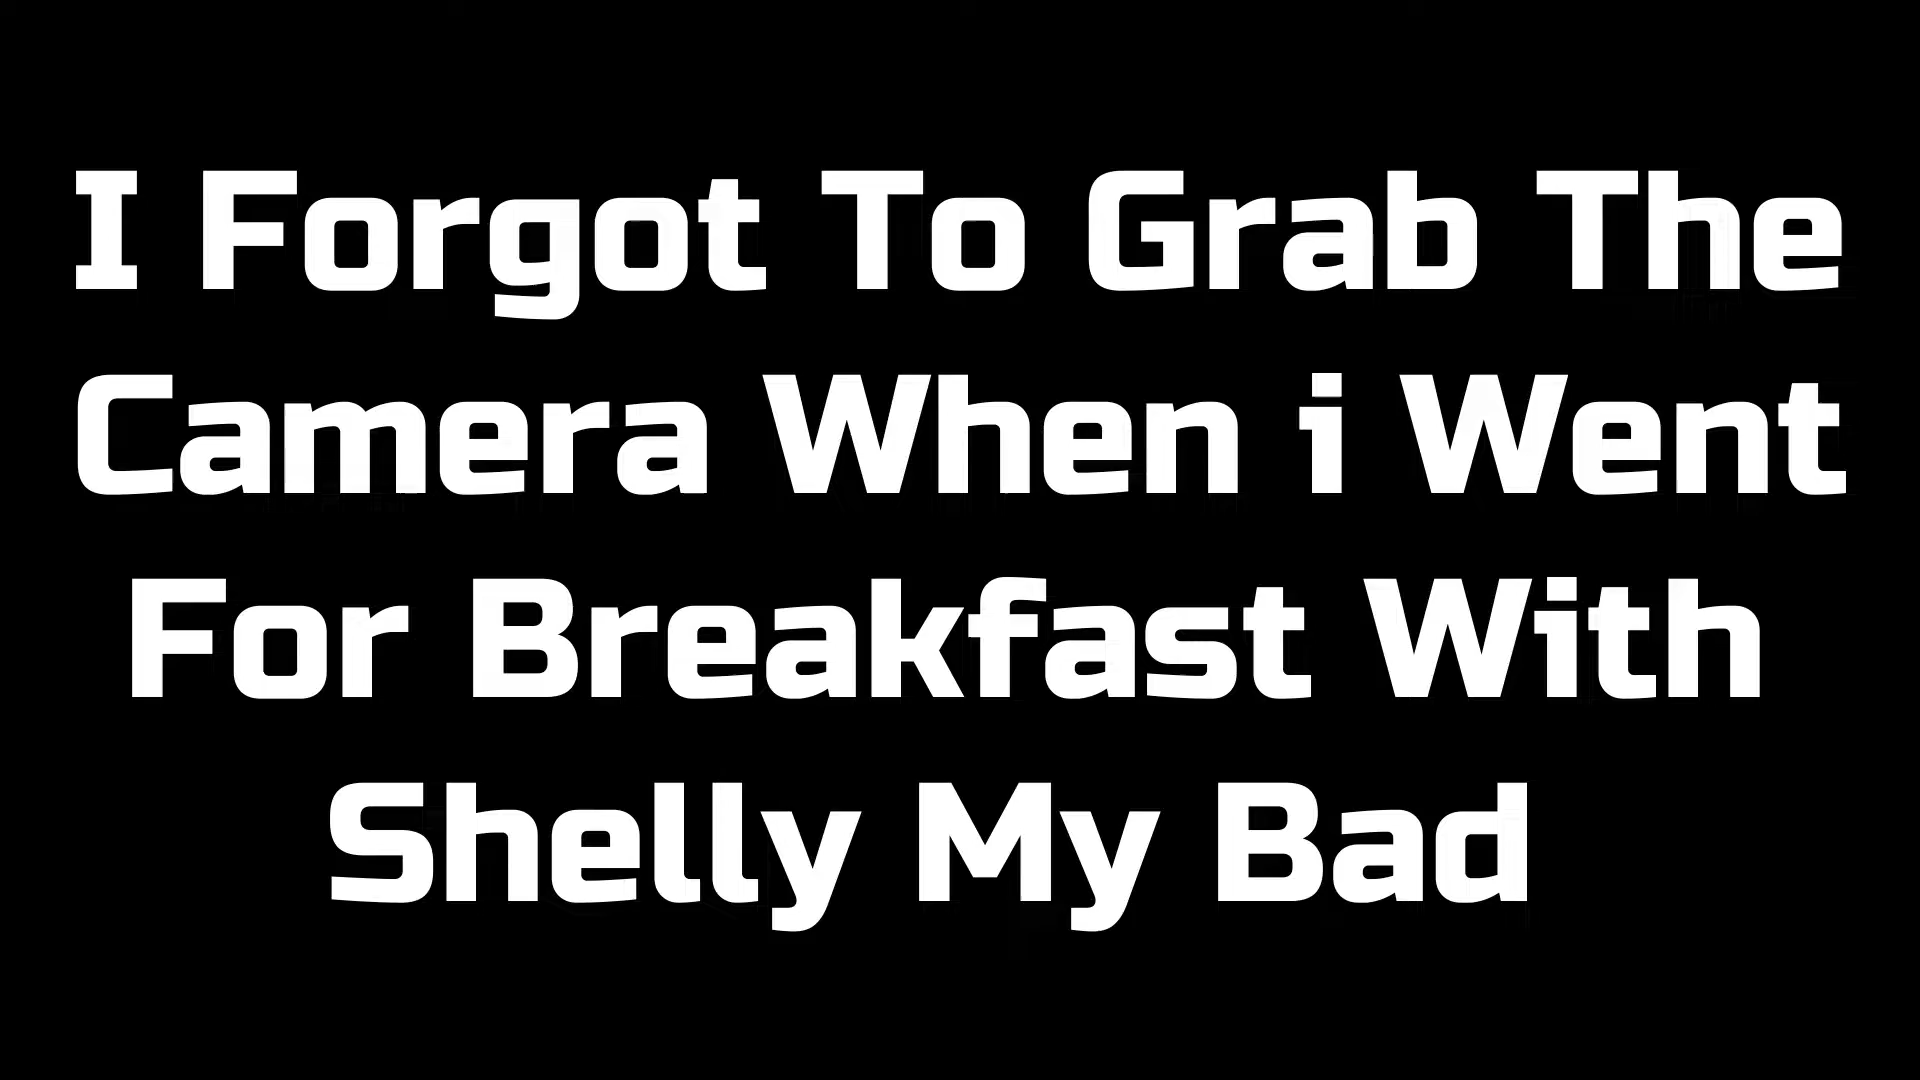 I Forgot To Grab The
Camera When i Went
For Breakfast With
Shelly My Bad